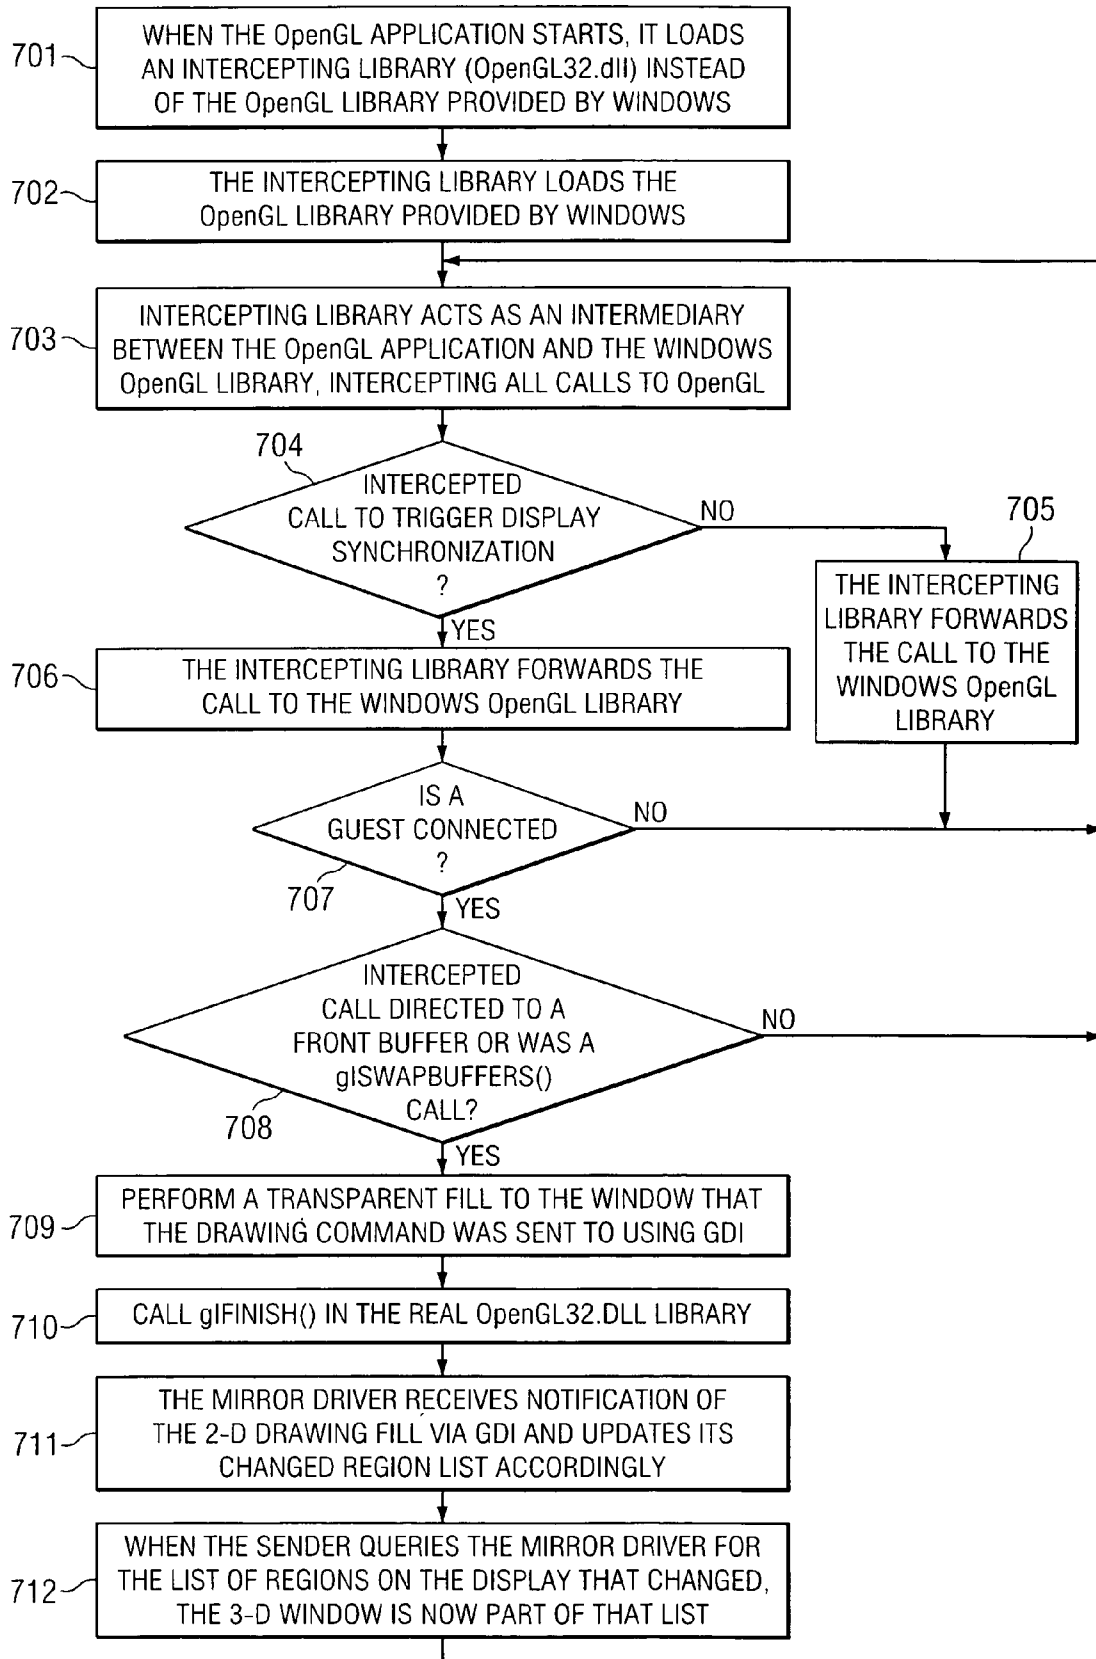 701
WHEN THE OpenGL APPLICATION STARTS, IT LOADS
AN INTERCEPTING LIBRARY (OpenGL32.dll) INSTEAD
OF THE OpenGL LIBRARY PROVIDED BY WINDOWS
702
THE INTERCEPTING LIBRARY LOADS THE
OpenGL LIBRARY PROVIDED BY WINDOWS
703
INTERCEPTING LIBRARY ACTS AS AN INTERMEDIARY
BETWEEN THE OpenGL APPLICATION AND THE WINDOWS
OpenGL LIBRARY, INTERCEPTING ALL CALLS TO OpenGL
704
INTERCEPTED
CALL TO TRIGGER DISPLAY
SYNCHRONIZATION
?
NO
YES
705
THE INTERCEPTING
LIBRARY FORWARDS
THE CALL TO THE
WINDOWS OpenGL
LIBRARY
706
THE INTERCEPTING LIBRARY FORWARDS THE
CALL TO THE WINDOWS OpenGL LIBRARY
IS A
GUEST CONNECTED
?
NO
707
YES
INTERCEPTED
CALL DIRECTED TO A
FRONT BUFFER OR WAS A
glSWAPBUFFERS()
CALL?
NO
708
YES
709
PERFORM A TRANSPARENT FILL TO THE WINDOW THAT
THE DRAWING COMMAND WAS SENT TO USING GDI
710
CALL glFINISH() IN THE REAL OpenGL32.DLL LIBRARY
711
THE MIRROR DRIVER RECEIVES NOTIFICATION OF
THE 2-D DRAWING FILL VIA GDI AND UPDATES ITS
CHANGED REGION LIST ACCORDINGLY
712
WHEN THE SENDER QUERIES THE MIRROR DRIVER FOR
THE LIST OF REGIONS ON THE DISPLAY THAT CHANGED,
THE 3-D WINDOW IS NOW PART OF THAT LIST